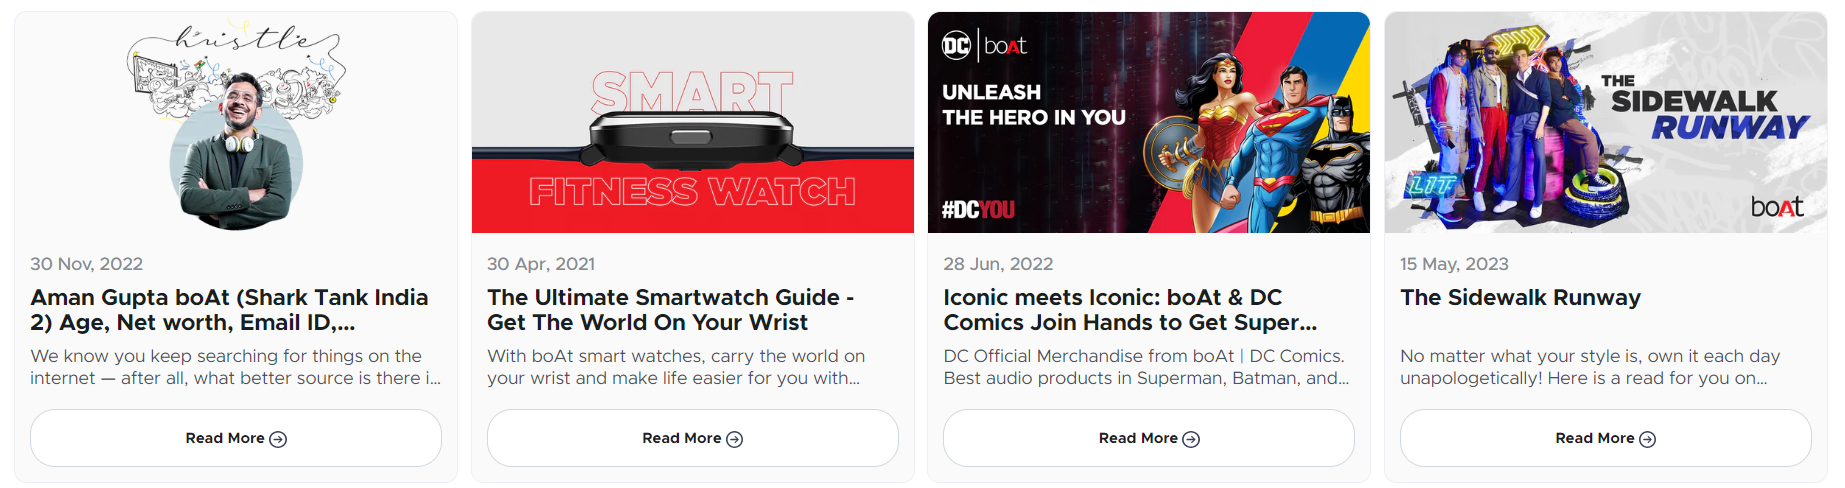 hristle
30 Nov, 2022
Aman Gupta boAt (Shark Tank India
2) Age, Net worth, Email ID,...
We know you keep searching for things on the
internet — after all, what better source is there i...
Read More
SMART
FITNESS WATCH
30 Apr, 2021
The Ultimate Smartwatch Guide -
Get The World On Your Wrist
With boAt smart watches, carry the world on
your wrist and make life easier for you with...
Read More
DC boAt
UNLEASH
THE HERO IN YOU
#DCYOU
28 Jun, 2022
Iconic meets Iconic: boAt & DC
Comics Join Hands to Get Super...
DC Official Merchandise from boAt | DC Comics.
Best audio products in Superman, Batman, and...
Read More
THE
SIDEWALK
RUNWAY
LIT
boAt
15 May, 2023
The Sidewalk Runway
No matter what your style is, own it each day
unapologetically! Here is a read for you on...
Read More